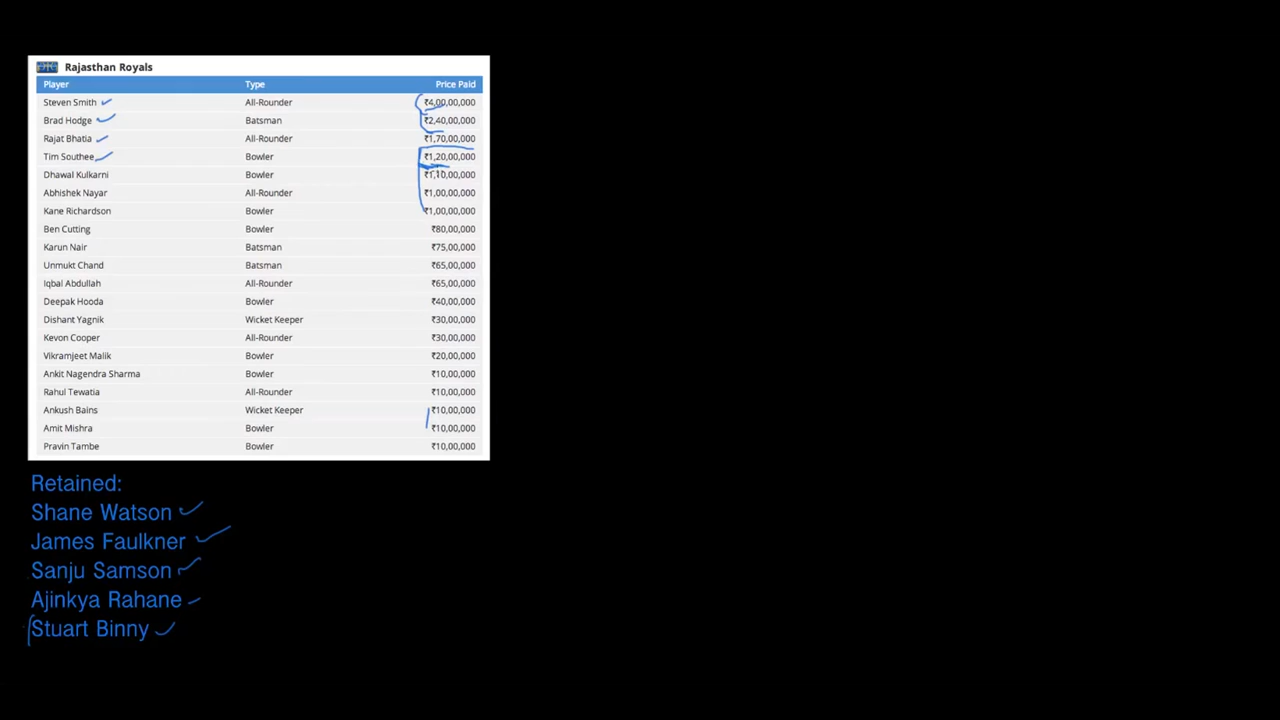 Rajasthan Royals
Player Type Price Paid
Steven Smith All-Rounder ₹4,00,00,000
Brad Hodge Batsman ₹2,40,00,000
Rajat Bhatia All-Rounder ₹1,70,00,000
Tim Southee Bowler ₹1,20,00,000
Dhawal Kulkarni Bowler ₹1,10,00,000
Abhishek Nayar All-Rounder ₹1,00,00,000
Kane Richardson Bowler ₹1,00,00,000
Ben Cutting Bowler ₹80,00,000
Karun Nair Batsman ₹75,00,000
Unmukt Chand Batsman ₹65,00,000
Iqbal Abdullah All-Rounder ₹65,00,000
Deepak Hooda Bowler ₹40,00,000
Dishant Yagnik Wicket Keeper ₹30,00,000
Kevon Cooper All-Rounder ₹30,00,000
Vikramjeet Malik Bowler ₹20,00,000
Ankit Nagendra Sharma Bowler ₹10,00,000
Rahul Tewatia All-Rounder ₹10,00,000
Ankush Bains Wicket Keeper ₹10,00,000
Amit Mishra Bowler ₹10,00,000
Pravin Tambe Bowler ₹10,00,000
Retained:
Shane Watson
James Faulkner
Sanju Samson
Ajinkya Rahane
Stuart Binny